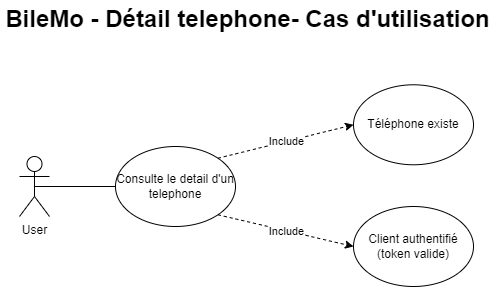 BileMo - Détail telephone- Cas d'utilisation
Téléphone existe
Include
Consulte le detail d'un
telephone
User
Include
Client authentifié
(token valide)